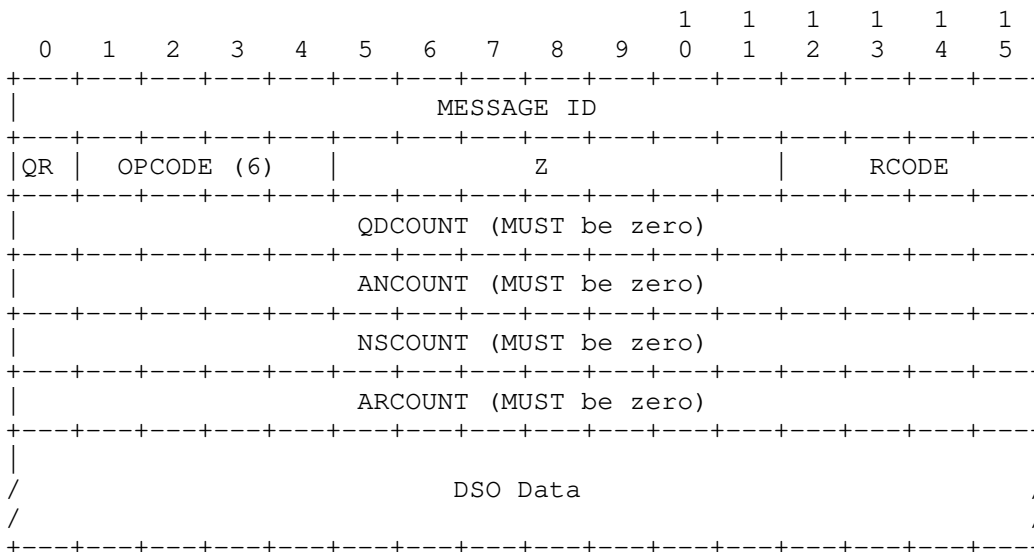 1   1   1   1   1   1
 0   1   2   3   4   5   6   7   8   9   0   1   2   3   4   5
+---+---+---+---+---+---+---+---+---+---+---+---+---+---+---+---+
|                          MESSAGE ID
+---+---+---+---+---+---+---+---+---+---+---+---+---+---+---+---+
|QR |  OPCODE (6)   |            Z              |     RCODE
+---+---+---+---+---+---+---+---+---+---+---+---+---+---+---+---+
|                     QDCOUNT (MUST be zero)
+---+---+---+---+---+---+---+---+---+---+---+---+---+---+---+---+
|                     ANCOUNT (MUST be zero)
+---+---+---+---+---+---+---+---+---+---+---+---+---+---+---+---+
|                     NSCOUNT (MUST be zero)
+---+---+---+---+---+---+---+---+---+---+---+---+---+---+---+---+
|                     ARCOUNT (MUST be zero)
+---+---+---+---+---+---+---+---+---+---+---+---+---+---+---+---+
|
/                           DSO Data                            /
/                                                               /
+---+---+---+---+---+---+---+---+---+---+---+---+---+---+---+---+